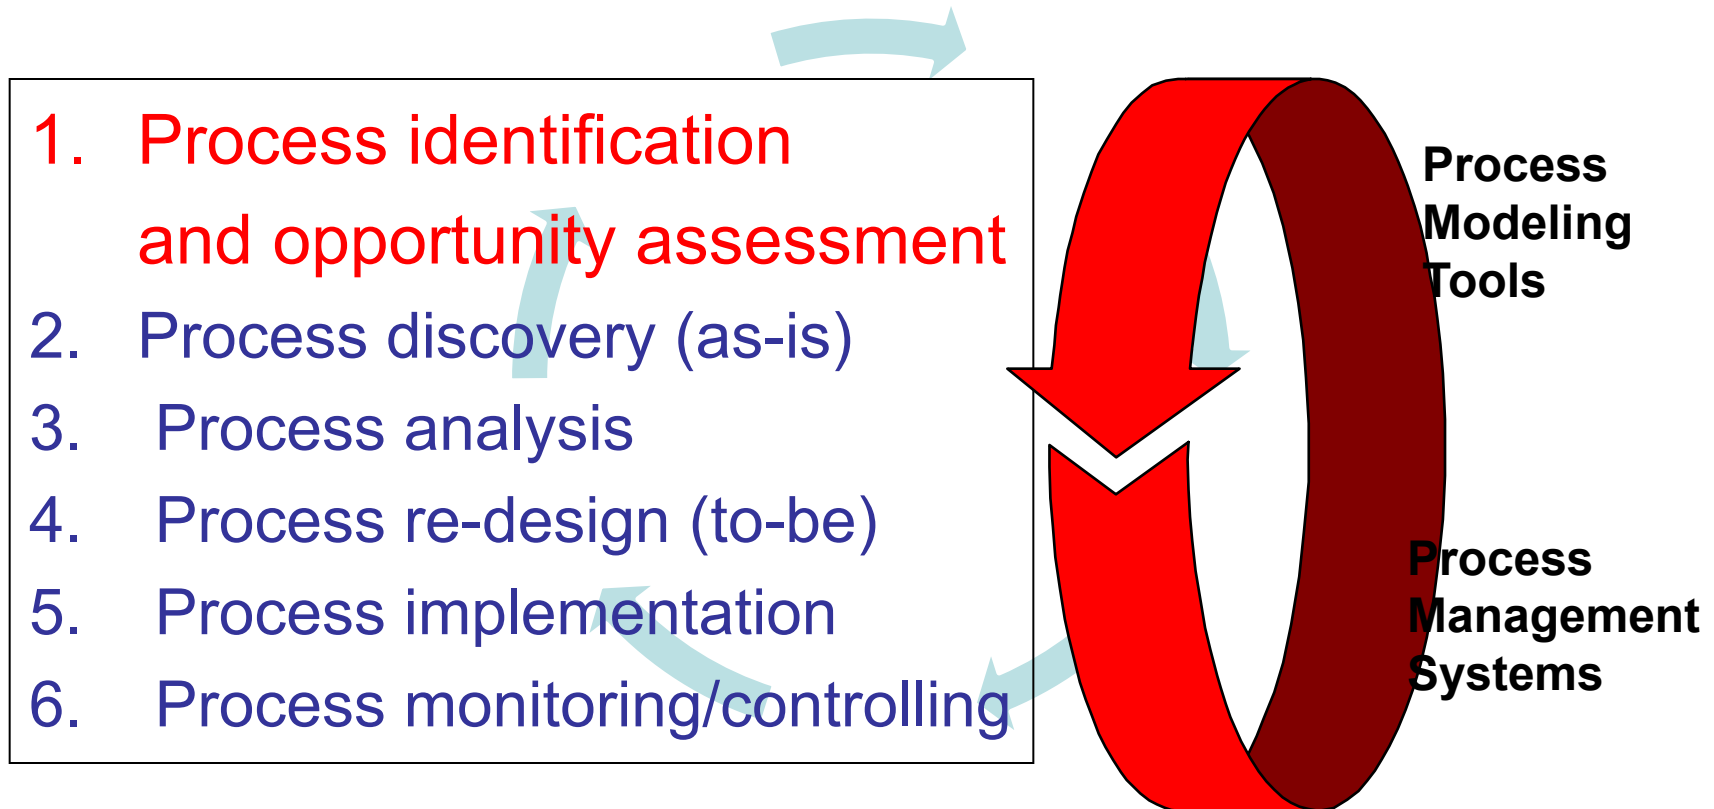 1. Process identification
and opportunity assessment
2. Process discovery (as-is)
3. Process analysis
4. Process re-design (to-be)
5. Process implementation
6. Process monitoring/controlling
Process
Modeling
Tools
Process
Management
Systems